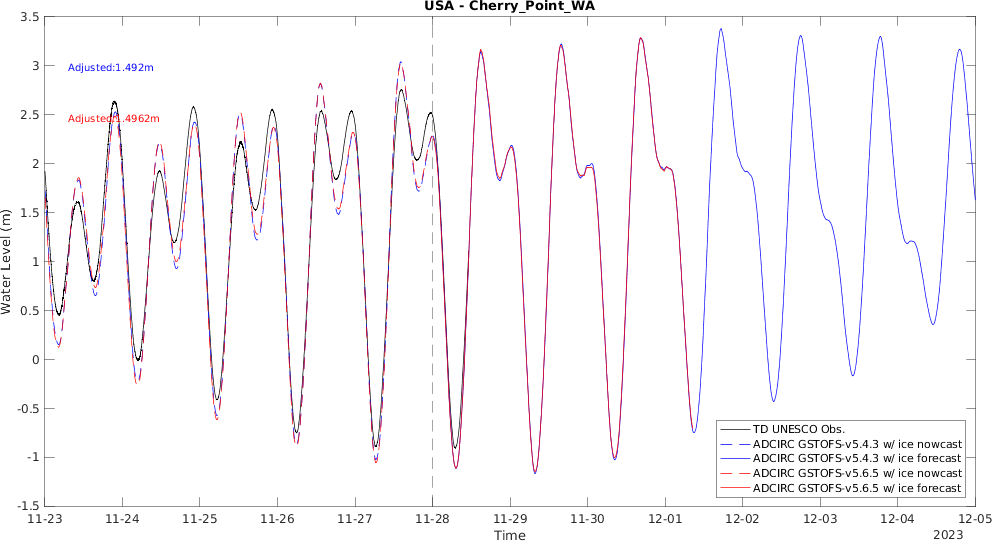 USA - Cherry_Point_WA
3.5
3
2.5
2
1.5
1
0.5
0
-0.5
-1
-1.5
Water Level (m)
Adjusted:1.492m
Adjusted:1.4962m
TD UNESCO Obs.
ADCIRC GSTOFS-v5.4.3 w/ ice nowcast
ADCIRC GSTOFS-v5.4.3 w/ ice forecast
ADCIRC GSTOFS-v5.6.5 w/ ice nowcast
ADCIRC GSTOFS-v5.6.5 w/ ice forecast
11-23 11-24 11-25 11-26 11-27 11-28 11-29 11-30 12-01 12-02 12-03 12-04 12-05
Time
2023